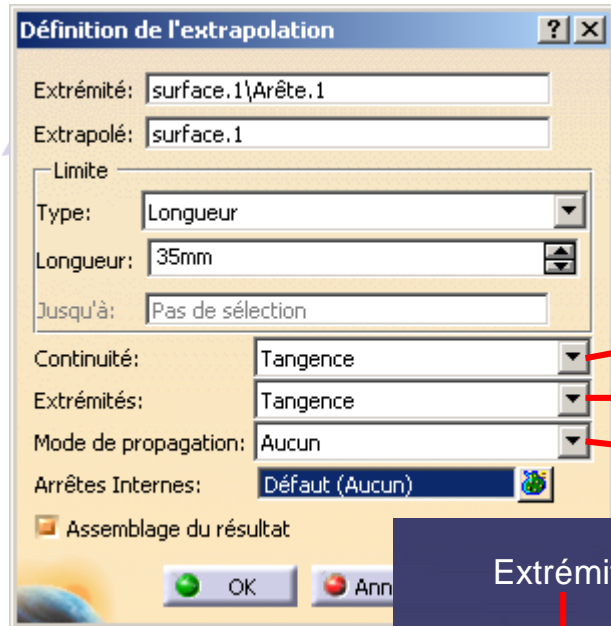 Définition de l'extrapolation
Extrémité: surface.1\Arête.1
Extrapolé: surface.1
Limite
Type: Longueur
Longueur: 35mm
Jusqu'à: Pas de sélection
Continuité: Tangence
Extrémités: Tangence
Mode de propagation: Aucun
Arrêtes Internes: Défaut (Aucun)
Assemblage du résultat
OK